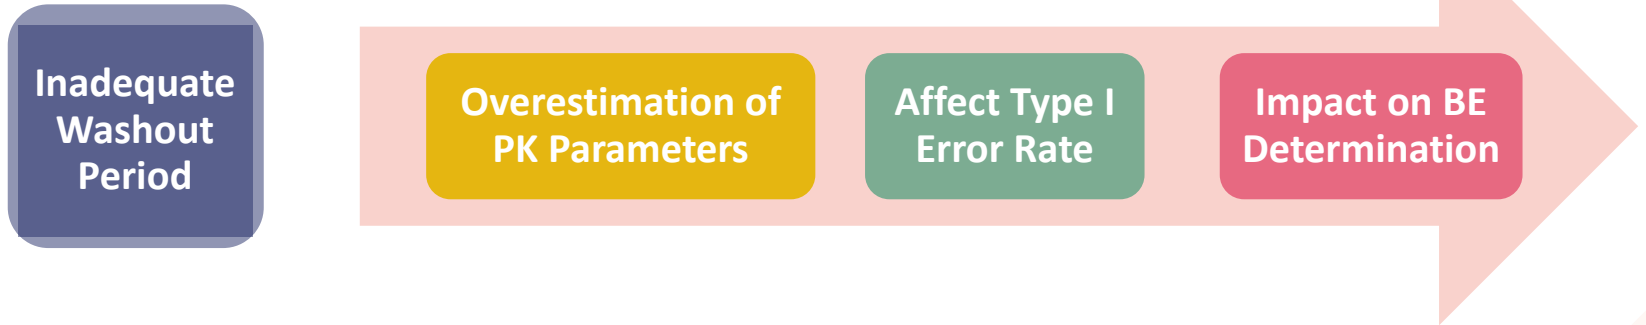 Inadequate
Washout
Period
Overestimation of
PK Parameters
Affect Type I
Error Rate
Impact on BE
Determination